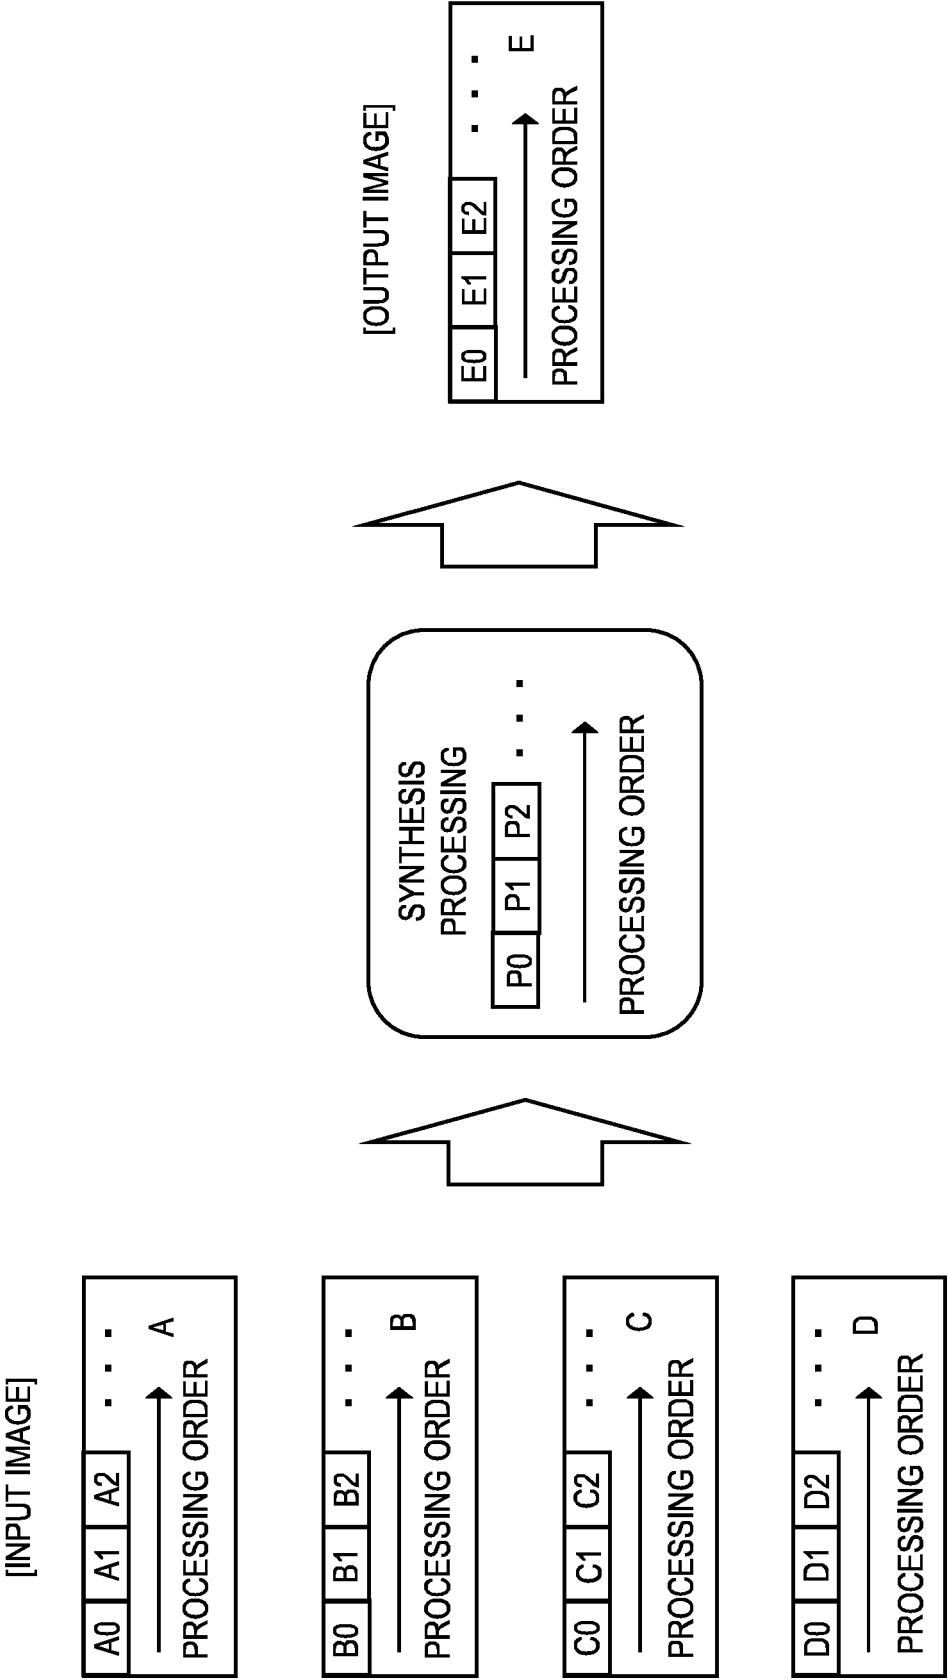 [INPUT IMAGE]
A0 A1 A2 . . .
A
PROCESSING ORDER
B0 B1 B2 . . .
B
PROCESSING ORDER
C0 C1 C2 . . .
C
PROCESSING ORDER
D0 D1 D2 . . .
D
PROCESSING ORDER
SYNTHESIS
PROCESSING
P0 P1 P2 . . .
PROCESSING ORDER
[OUTPUT IMAGE]
E0 E1 E2 . . .
E
PROCESSING ORDER